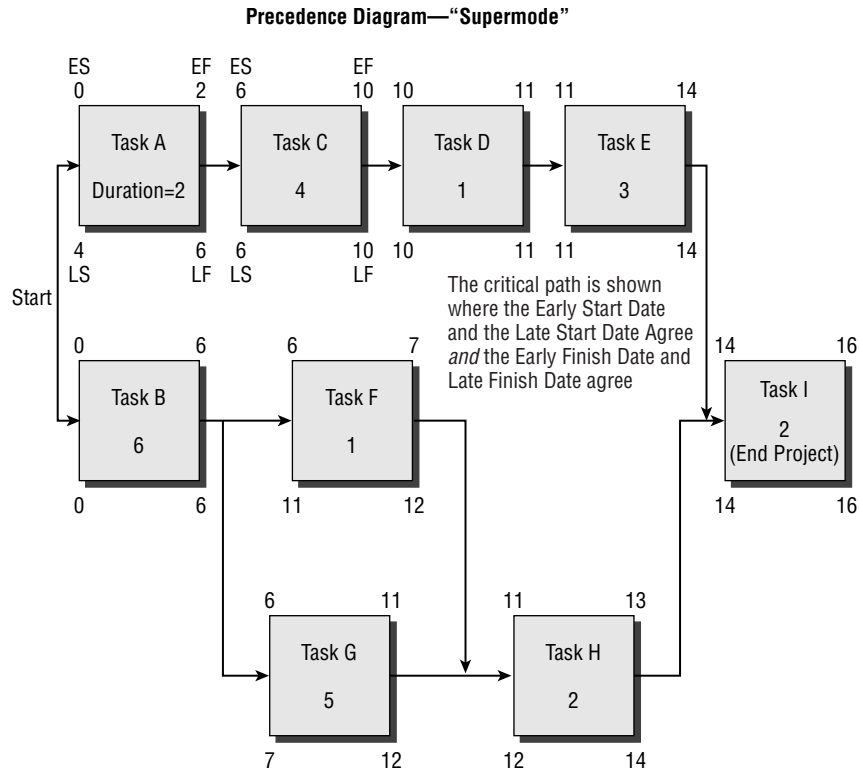 Precedence Diagram—“Supermode”
ES EF ES EF
0 2 6 10 10 11 11 14
Task A Task C Task D Task E
Duration=2 4 1 3
4 6 6 10 10 11 11 14
LS LF LS LF
Start
The critical path is shown
where the Early Start Date
and the Late Start Date Agree
and the Early Finish Date and
Late Finish Date agree
0 6 6 7 14 16
Task B Task F Task I
6 1 2
(End Project)
0 6 11 12 14 16
6 11 11 13
Task G Task H
5 2
7 12 12 14